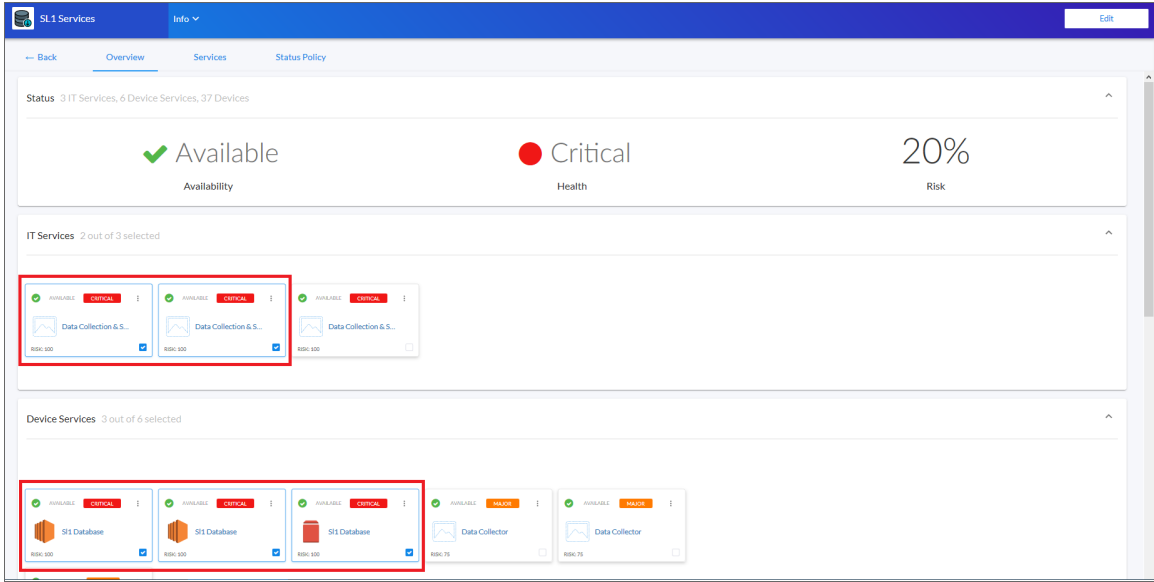 SL1 Services
Info
Edit
← Back
Overview
Services
Status Policy
Status 3 IT Services, 6 Device Services, 37 Devices
Available
Critical
20%
Availability
Health
Risk
IT Services 2 out of 3 selected
AVAILABLE CRITICAL
AVAILABLE CRITICAL
AVAILABLE CRITICAL
Data Collection & S...
Data Collection & S...
Data Collection & S...
RISK: 100
RISK: 100
RISK: 100
Device Services 3 out of 6 selected
AVAILABLE CRITICAL
AVAILABLE CRITICAL
AVAILABLE CRITICAL
AVAILABLE MAJOR
AVAILABLE MAJOR
Sl1 Database
Sl1 Database
Sl1 Database
Data Collector
Data Collector
RISK: 100
RISK: 100
RISK: 100
RISK: 75
RISK: 75